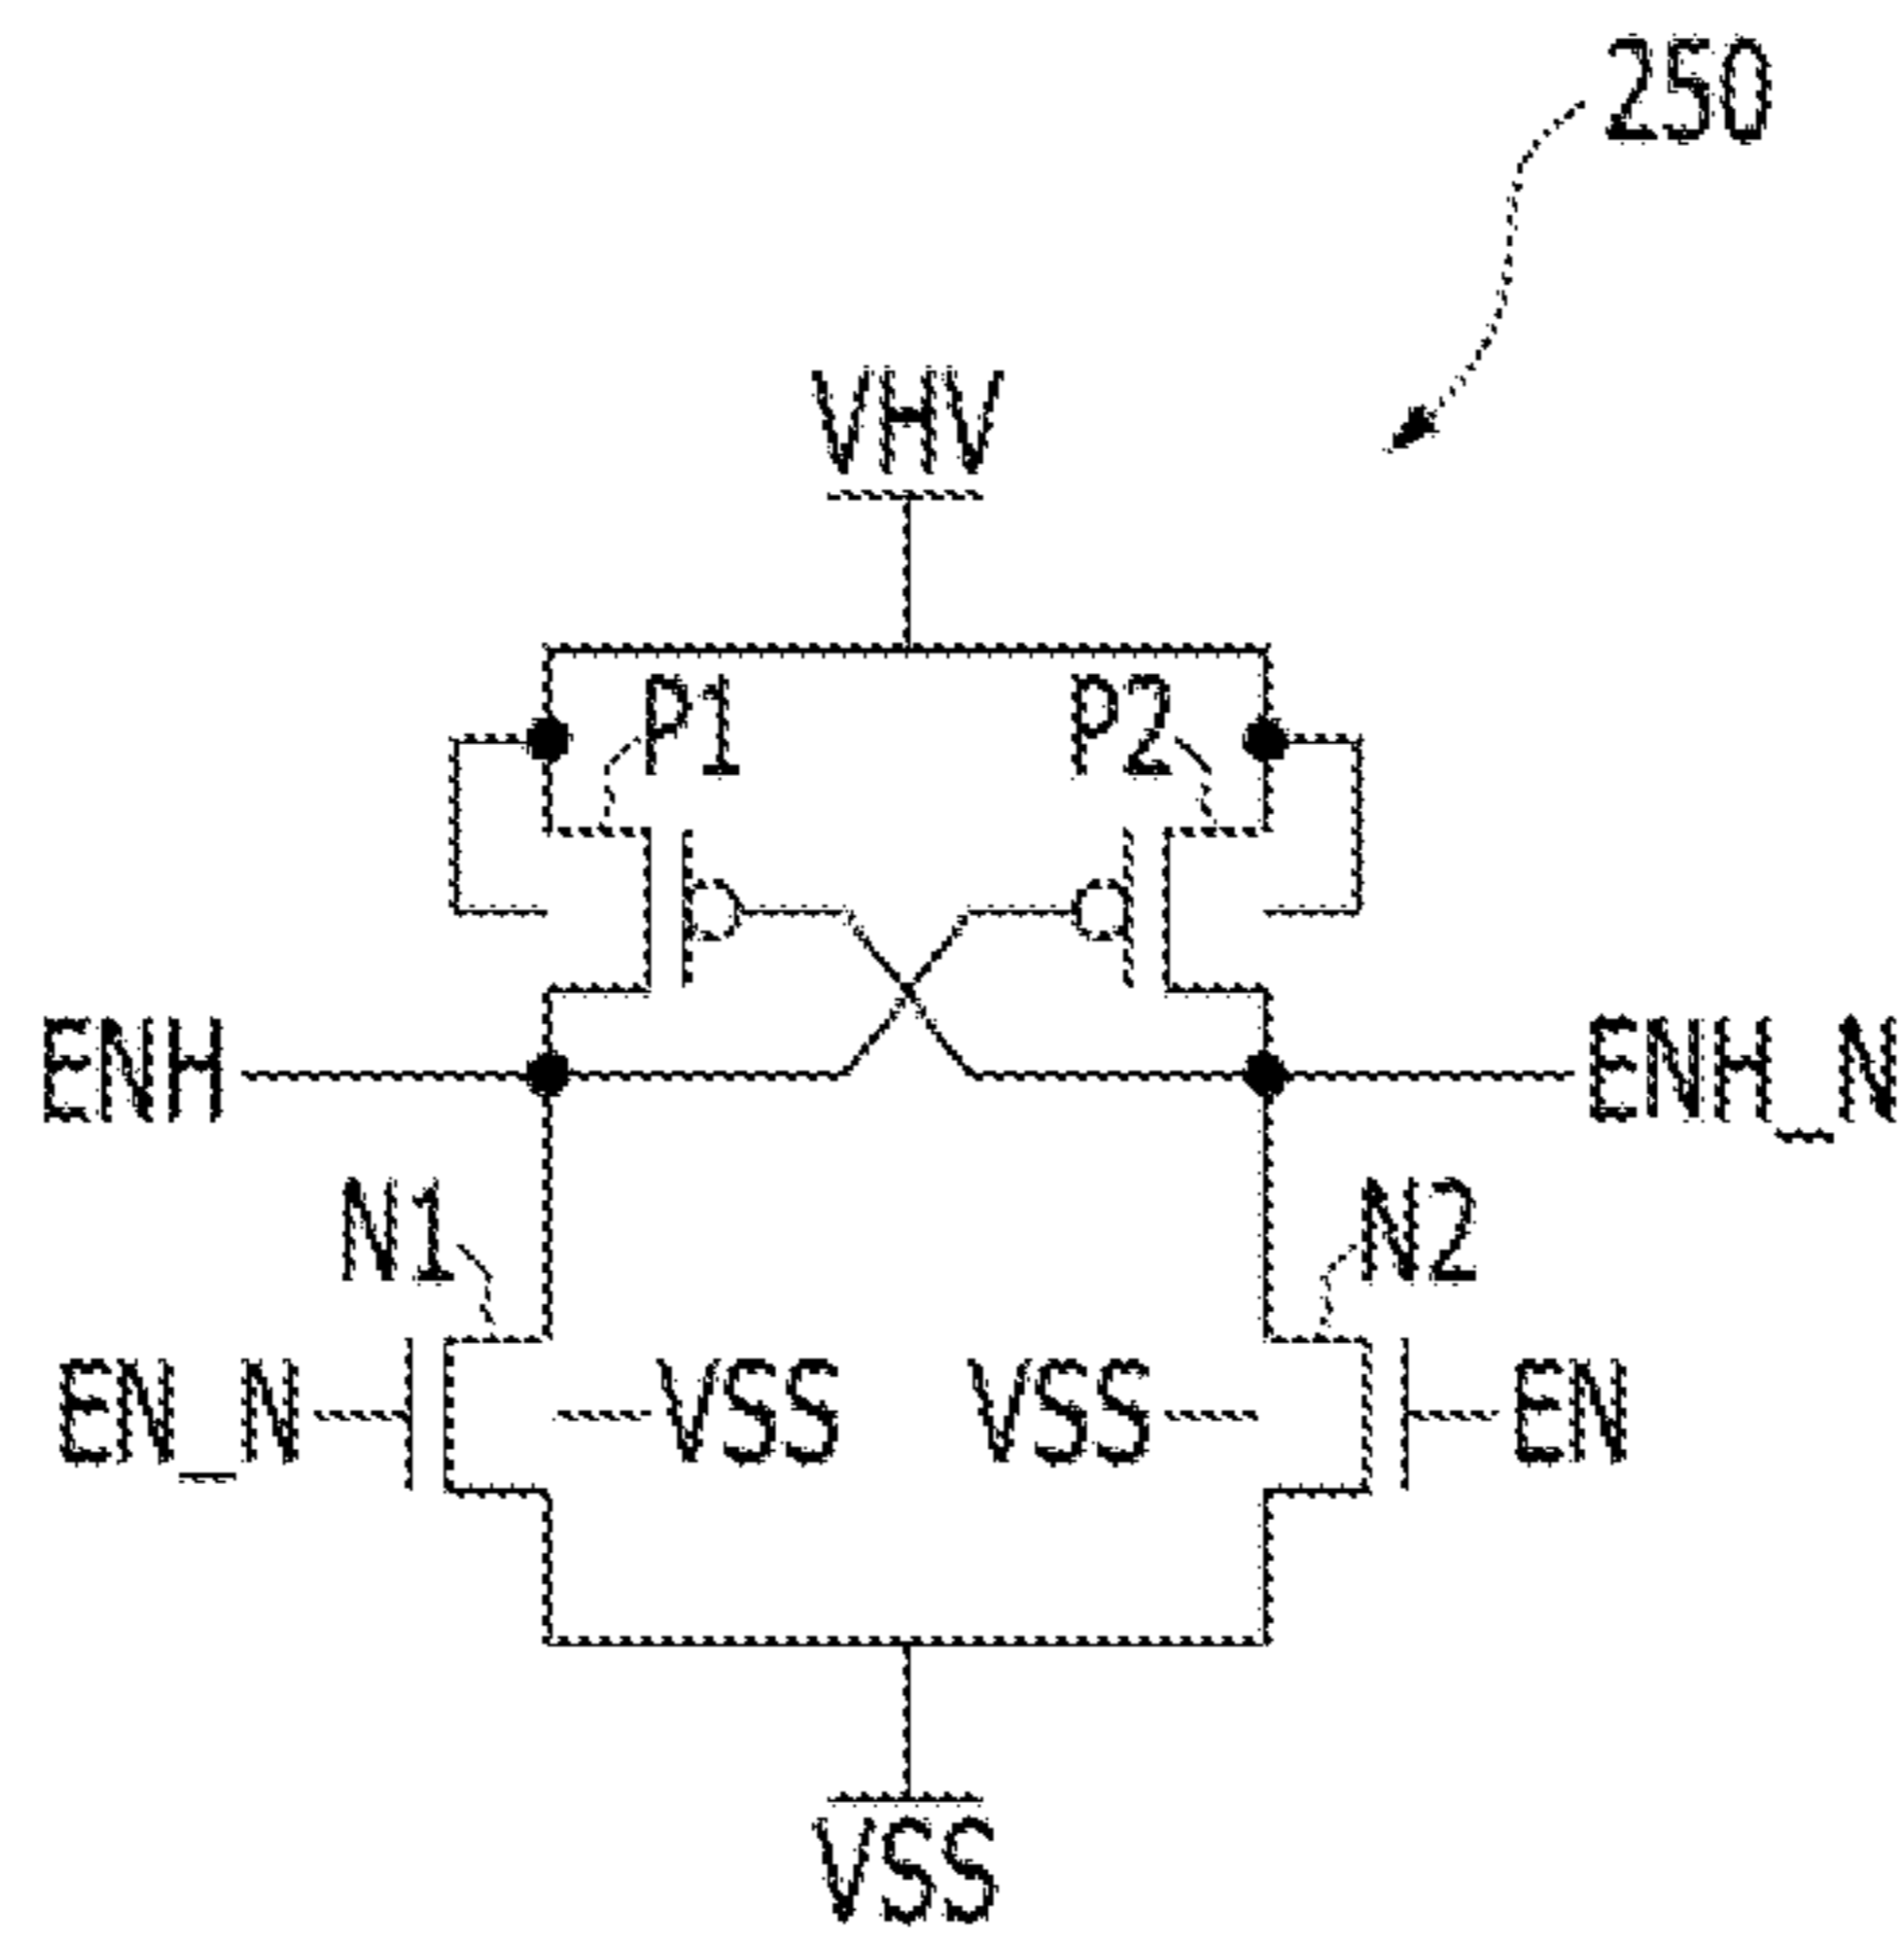 250
VHV
P1 P2
ENH ENH_N
N1 N2
EN_N VSS VSS EN
VSS